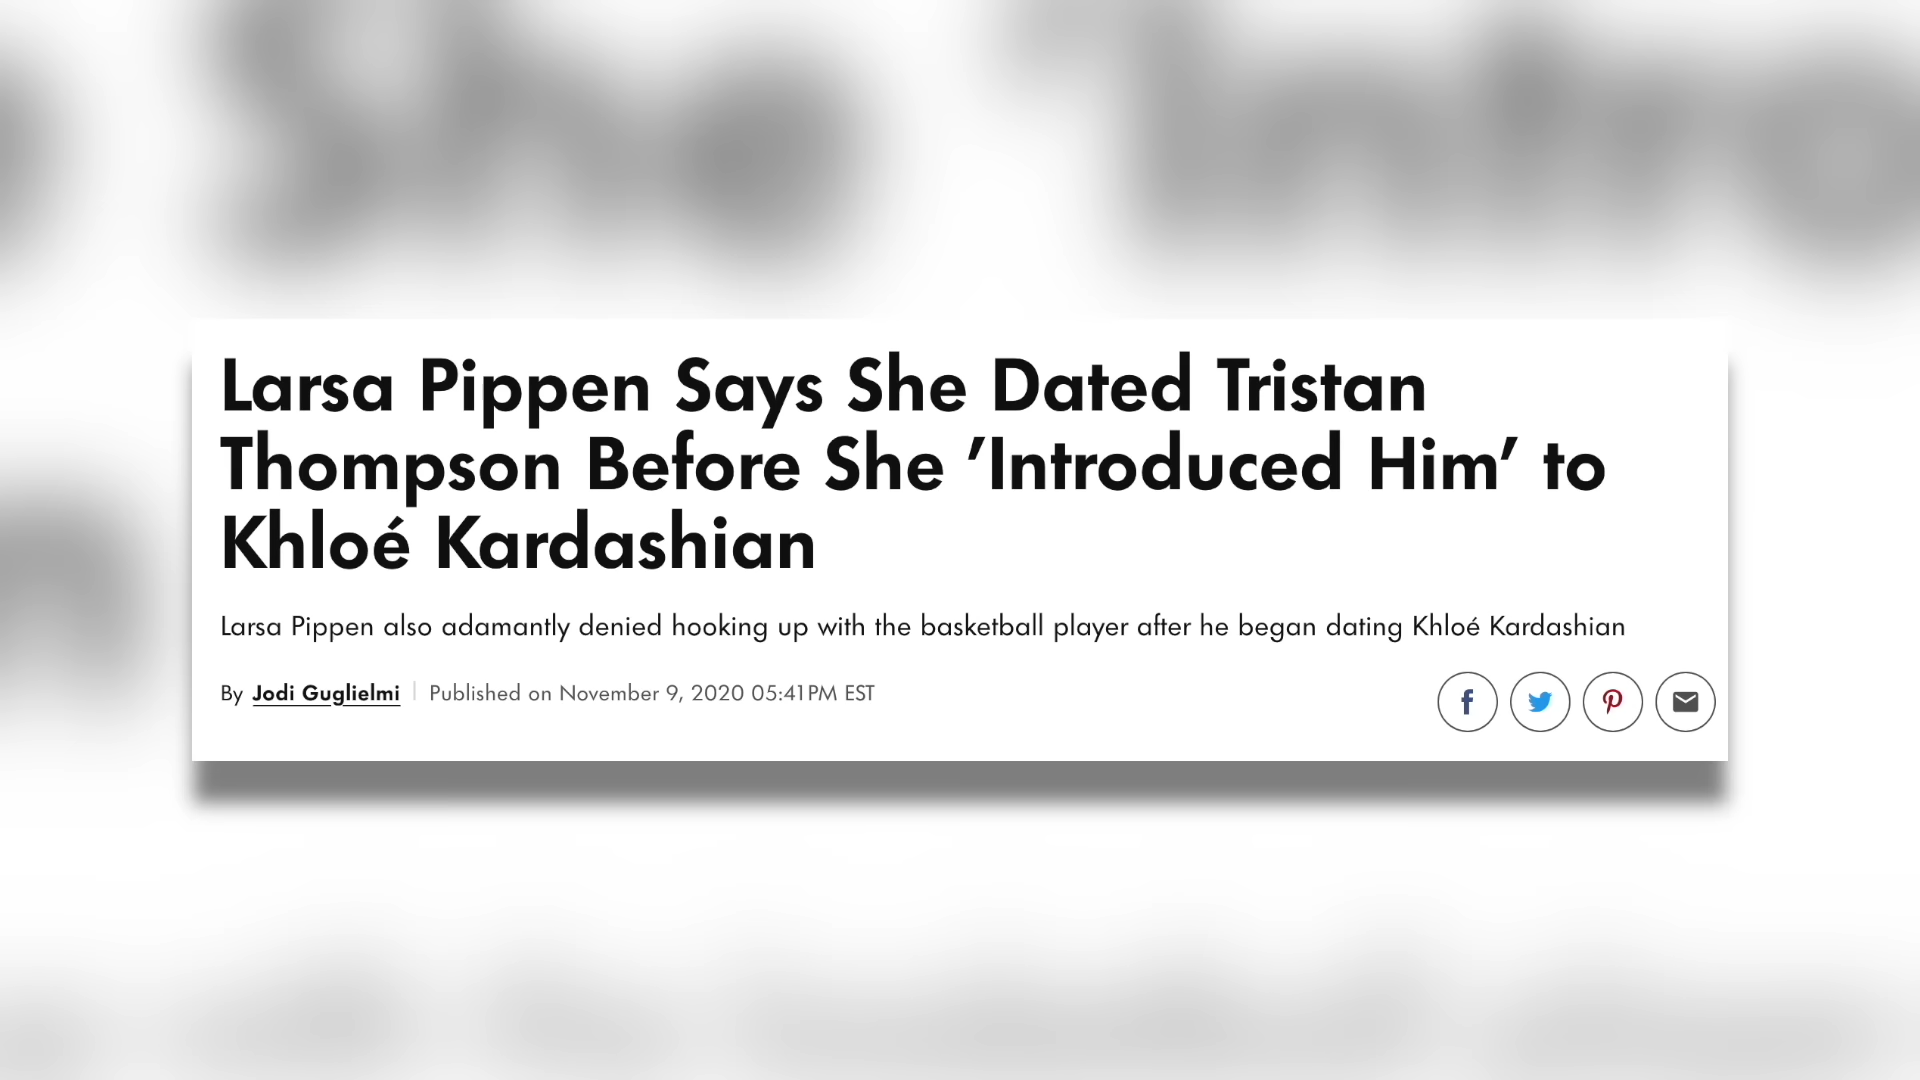 Larsa Pippen Says She Dated Tristan
Thompson Before She ’Introduced Him’ to
Khloé Kardashian
Larsa Pippen also adamantly denied hooking up with the basketball player after he began dating Khloé Kardashian
By Jodi Guglielmi | Published on November 9, 2020 05:41PM EST